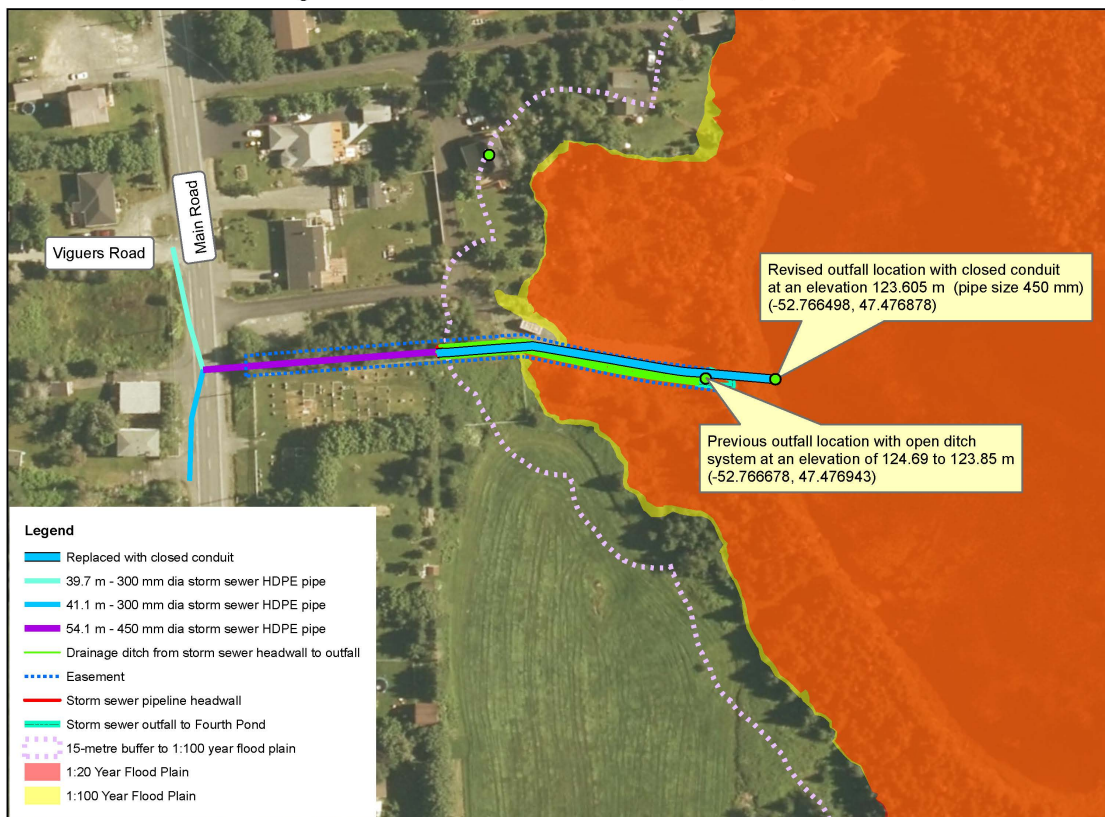 Viguers Road
Main Road
Revised outfall location with closed conduit
at an elevation 123.605 m (pipe size 450 mm)
(-52.766498, 47.476878)
Previous outfall location with open ditch
system at an elevation of 124.69 to 123.85 m
(-52.766678, 47.476943)
Legend
Replaced with closed conduit
39.7 m - 300 mm dia storm sewer HDPE pipe
41.1 m - 300 mm dia storm sewer HDPE pipe
54.1 m - 450 mm dia storm sewer HDPE pipe
Drainage ditch from storm sewer headwall to outfall
Easement
Storm sewer pipeline headwall
Storm sewer outfall to Fourth Pond
15-metre buffer to 1:100 year flood plain
1:20 Year Flood Plain
1:100 Year Flood Plain